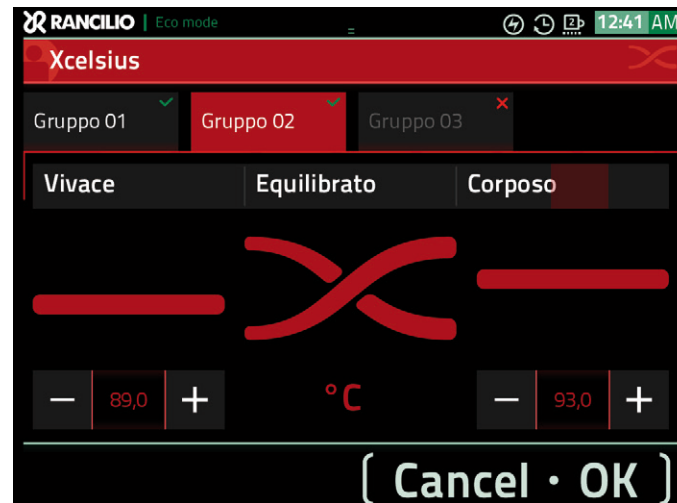 RANCILIO | Eco mode 2 12:41 AM
Xcelsius
Gruppo 01 Gruppo 02 Gruppo 03
Vivace Equilibrato Corposo
− 89,0 + °C − 93,0 +
[ Cancel · OK ]